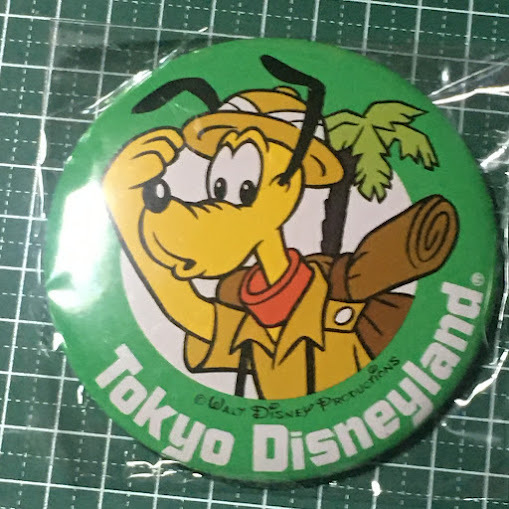 © WALT DISNEY PRODUCTIONS
Tokyo Disneyland®